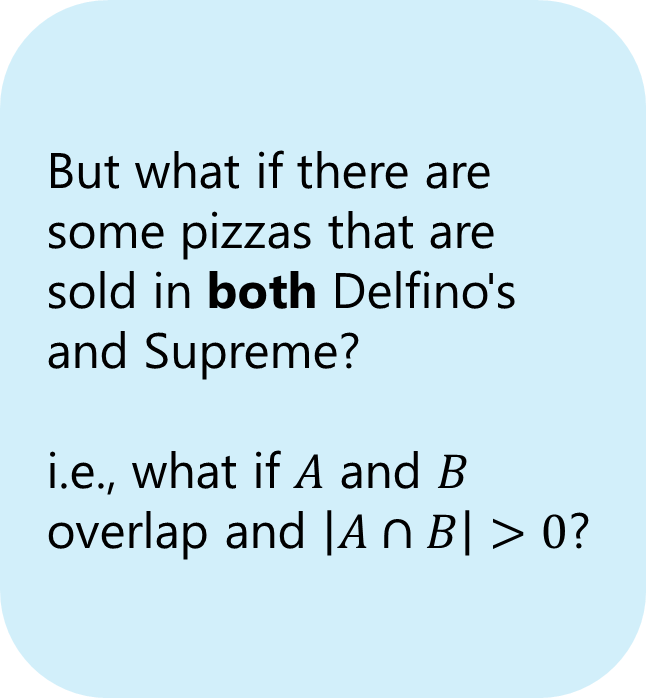 But what if there are
some pizzas that are
sold in both Delfino's
and Supreme?
i.e., what if A and B
overlap and |A ∩ B| > 0?